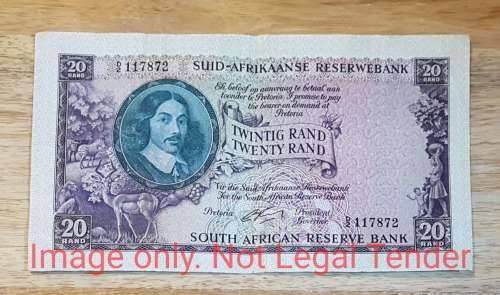 20 RAND
D/2 117872 SUID-AFRIKAANSE RESERWEBANK
20 RAND
Ek beloof op aanvraag te betaal aan
toonder te Pretoria. I promise to pay
the bearer on demand at
Pretoria
TWINTIG RAND
TWENTY RAND
Vir die Suid-Afrikaanse Reserwebank
For the South African Reserve Bank
Pretoria President
Governor
D/2 117872
20 RAND
SOUTH AFRICAN RESERVE BANK
20 RAND
Image only. Not Legal Tender